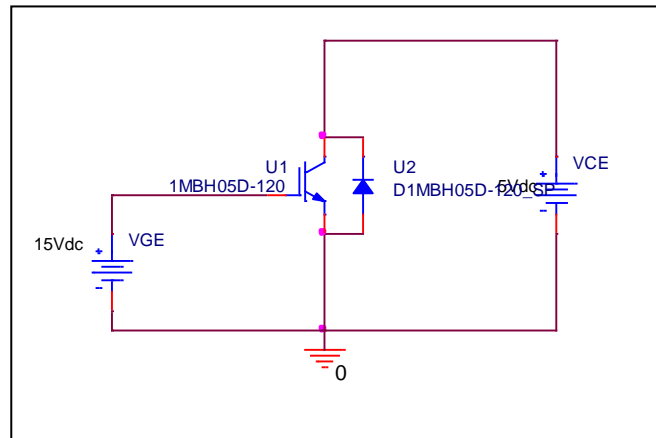 U1
1MBH05D-120
U2
D1MBH05D-120_SP
VCE
5Vdc
15Vdc
VGE
0